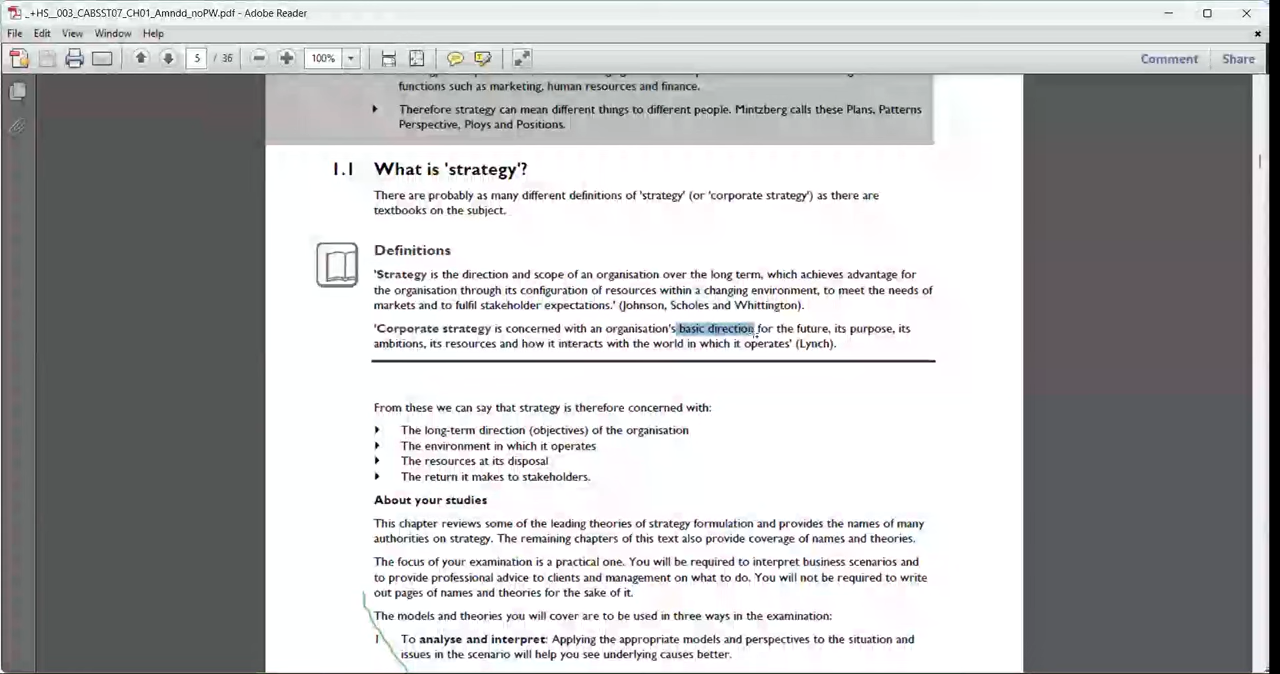 _+HS__003_CABSST07_CH01_Amndd_noPW.pdf - Adobe Reader
File Edit View Window Help
5 / 36 100% Comment Share
functions such as marketing, human resources and finance.
Therefore strategy can mean different things to different people. Mintzberg calls these Plans, Patterns
Perspective, Ploys and Positions.
1.1 What is 'strategy'?
There are probably as many different definitions of 'strategy' (or 'corporate strategy') as there are
textbooks on the subject.
Definitions
'Strategy is the direction and scope of an organisation over the long term, which achieves advantage for
the organisation through its configuration of resources within a changing environment, to meet the needs of
markets and to fulfil stakeholder expectations.' (Johnson, Scholes and Whittington).
'Corporate strategy is concerned with an organisation's basic direction for the future, its purpose, its
ambitions, its resources and how it interacts with the world in which it operates' (Lynch).
From these we can say that strategy is therefore concerned with:
The long-term direction (objectives) of the organisation
The environment in which it operates
The resources at its disposal
The return it makes to stakeholders.
About your studies
This chapter reviews some of the leading theories of strategy formulation and provides the names of many
authorities on strategy. The remaining chapters of this text also provide coverage of names and theories.
The focus of your examination is a practical one. You will be required to interpret business scenarios and
to provide professional advice to clients and management on what to do. You will not be required to write
out pages of names and theories for the sake of it.
The models and theories you will cover are to be used in three ways in the examination:
1 To analyse and interpret: Applying the appropriate models and perspectives to the situation and
issues in the scenario will help you see underlying causes better.